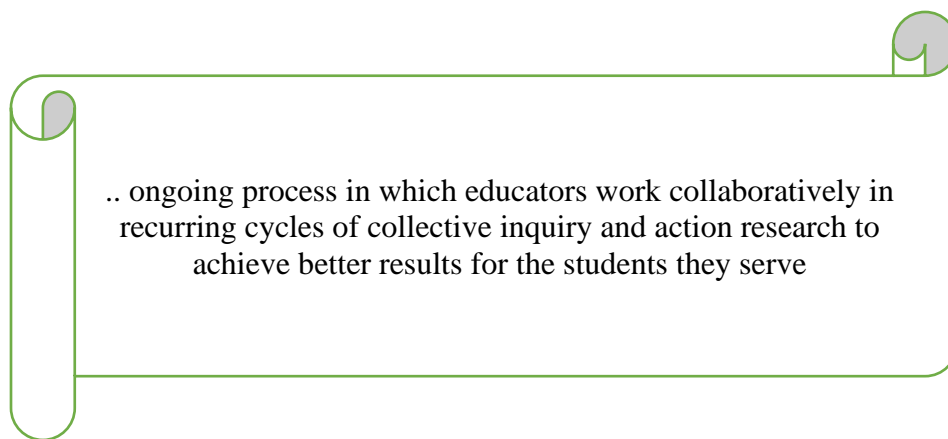 .. ongoing process in which educators work collaboratively in
recurring cycles of collective inquiry and action research to
achieve better results for the students they serve